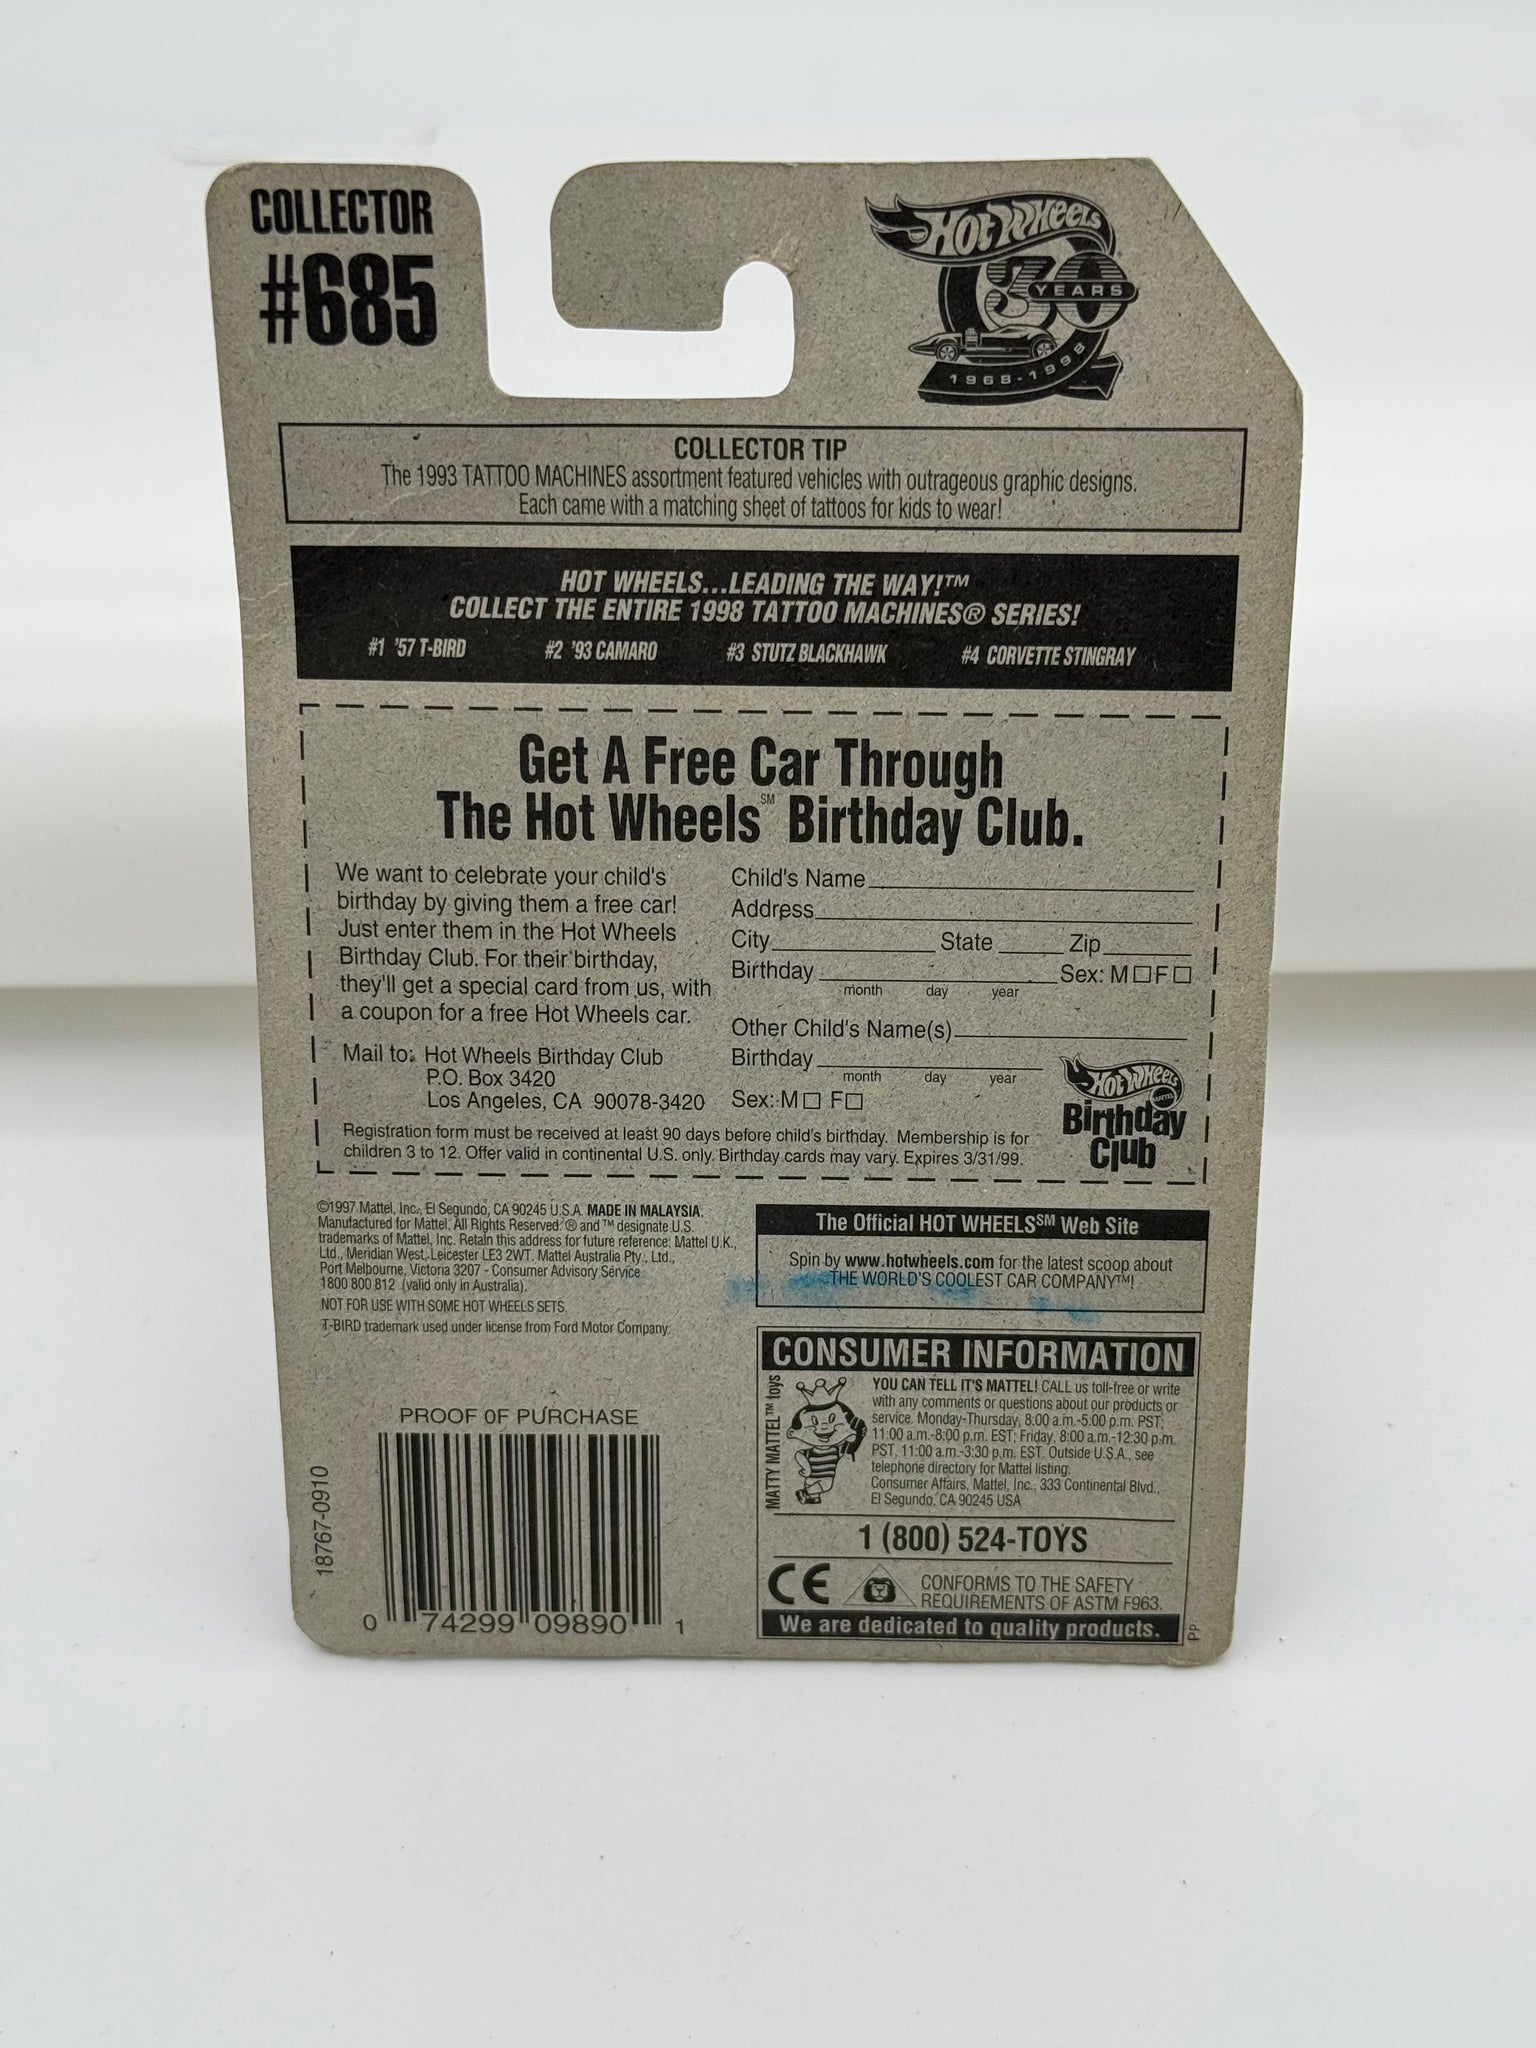 COLLECTOR
#685
HOT WHEELS
30
YEARS
1968-1998
COLLECTOR TIP
The 1993 TATTOO MACHINES assortment featured vehicles with outrageous graphic designs.
Each came with a matching sheet of tattoos for kids to wear!
HOT WHEELS...LEADING THE WAY!™
COLLECT THE ENTIRE 1998 TATTOO MACHINES® SERIES!
#1 '57 T-BIRD #2 '93 CAMARO #3 STUTZ BLACKHAWK #4 CORVETTE STINGRAY
Get A Free Car Through
The Hot Wheels℠ Birthday Club.
We want to celebrate your child's
birthday by giving them a free car!
Just enter them in the Hot Wheels
Birthday Club. For their birthday,
they'll get a special card from us, with
a coupon for a free Hot Wheels car.
Mail to: Hot Wheels Birthday Club
P.O. Box 3420
Los Angeles, CA 90078-3420
Child's Name
Address
City State Zip
Birthday Sex: M F
month day year
Other Child's Name(s)
Birthday
month day year
Sex: M F
HOT WHEELS
MATTEL
Birthday
Club
Registration form must be received at least 90 days before child's birthday. Membership is for
children 3 to 12. Offer valid in continental U.S. only. Birthday cards may vary. Expires 3/31/99.
©1997 Mattel, Inc., El Segundo, CA 90245 U.S.A. MADE IN MALAYSIA.
Manufactured for Mattel. All Rights Reserved. ® and ™ designate U.S.
trademarks of Mattel, Inc. Retain this address for future reference: Mattel U.K.,
Ltd., Meridian West, Leicester LE3 2WT. Mattel Australia Pty., Ltd.,
Port Melbourne, Victoria 3207 - Consumer Advisory Service
1800 800 812 (valid only in Australia).
NOT FOR USE WITH SOME HOT WHEELS SETS.
T-BIRD trademark used under license from Ford Motor Company.
The Official HOT WHEELS℠ Web Site
Spin by www.hotwheels.com for the latest scoop about
THE WORLD'S COOLEST CAR COMPANY™!
CONSUMER INFORMATION
MATTY MATTEL™ toys
YOU CAN TELL IT'S MATTEL! CALL us toll-free or write
with any comments or questions about our products or
service. Monday-Thursday, 8:00 a.m.-5:00 p.m. PST,
11:00 a.m.-8:00 p.m. EST; Friday, 8:00 a.m.-12:30 p.m.
PST, 11:00 a.m.-3:30 p.m. EST. Outside U.S.A., see
telephone directory for Mattel listing.
Consumer Affairs, Mattel, Inc., 333 Continental Blvd.,
El Segundo, CA 90245 USA
1 (800) 524-TOYS
CE
CONFORMS TO THE SAFETY
REQUIREMENTS OF ASTM F963.
We are dedicated to quality products.
PP
PROOF OF PURCHASE
18767-0910
0 74299 09890 1